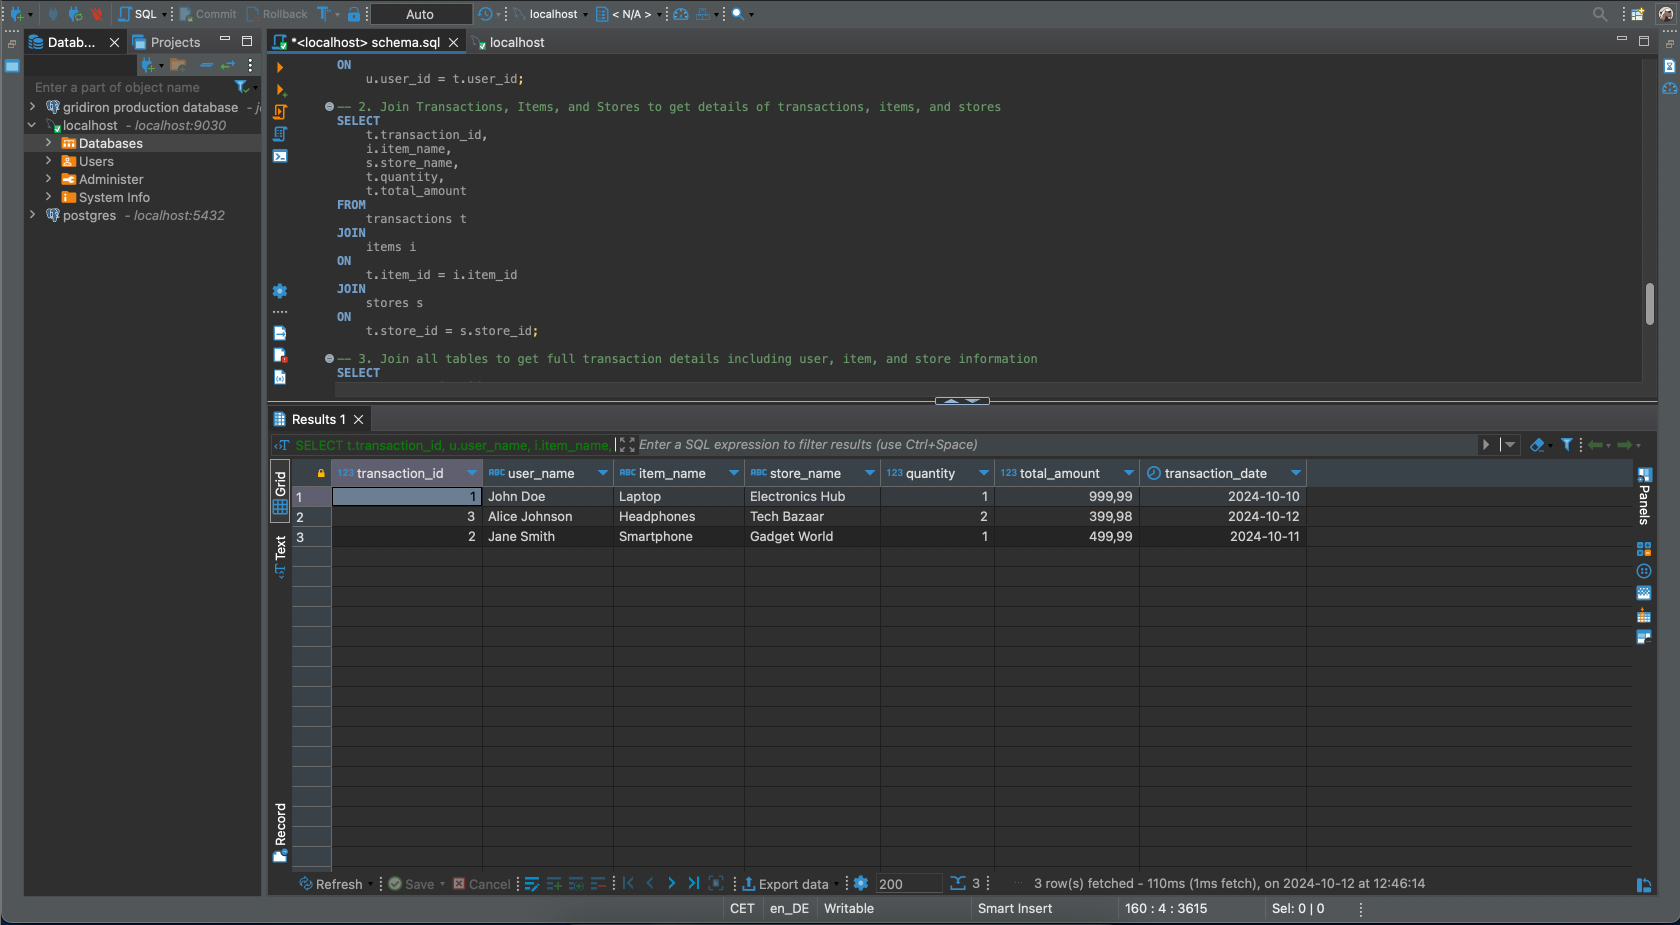 SQL Commit Rollback T Auto localhost < N/A >
Datab... Projects
Enter a part of object name
gridiron production database
localhost - localhost:9030
Databases
Users
Administer
System Info
postgres - localhost:5432
*<localhost> schema.sql localhost
ON
u.user_id = t.user_id;
-- 2. Join Transactions, Items, and Stores to get details of transactions, items, and stores
SELECT
t.transaction_id,
i.item_name,
s.store_name,
t.quantity,
t.total_amount
FROM
transactions t
JOIN
items i
ON
t.item_id = i.item_id
JOIN
stores s
ON
t.store_id = s.store_id;
-- 3. Join all tables to get full transaction details including user, item, and store information
SELECT
Results 1
SELECT t.transaction_id, u.user_name, i.item_name, Enter a SQL expression to filter results (use Ctrl+Space)
Grid
Text
Record
Panels
123 transaction_id ABC user_name ABC item_name ABC store_name 123 quantity 123 total_amount transaction_date
1 1 John Doe Laptop Electronics Hub 1 999,99 2024-10-10
2 3 Alice Johnson Headphones Tech Bazaar 2 399,98 2024-10-12
3 2 Jane Smith Smartphone Gadget World 1 499,99 2024-10-11
Refresh Save Cancel Export data 200 3 3 row(s) fetched - 110ms (1ms fetch), on 2024-10-12 at 12:46:14
CET en_DE Writable Smart Insert 160 : 4 : 3615 Sel: 0 | 0